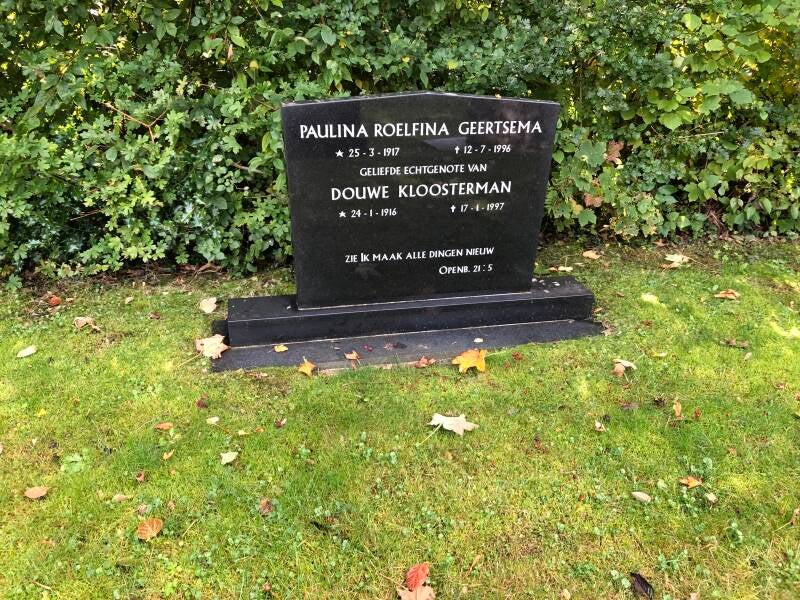 PAULINA ROELFINA GEERTSEMA
★ 25-3-1917 ✝ 12-7-1996
GELIEFDE ECHTGENOTE VAN
DOUWE KLOOSTERMAN
★ 24-1-1916 ✝ 17-1-1997
ZIE IK MAAK ALLE DINGEN NIEUW
OPENB. 21:5